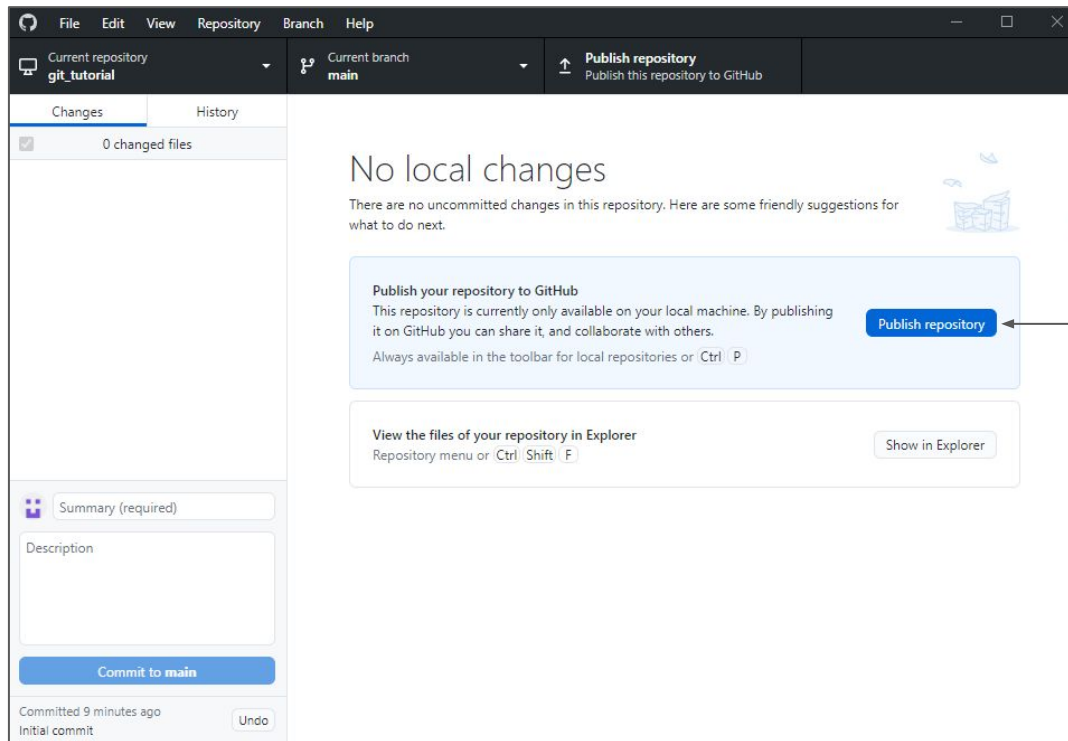 File Edit View Repository Branch Help
Current repository
git_tutorial
Current branch
main
Publish repository
Publish this repository to GitHub
Changes History
0 changed files
No local changes
There are no uncommitted changes in this repository. Here are some friendly suggestions for
what to do next.
Publish your repository to GitHub
This repository is currently only available on your local machine. By publishing
it on GitHub you can share it, and collaborate with others.
Always available in the toolbar for local repositories or Ctrl P
Publish repository
View the files of your repository in Explorer
Repository menu or Ctrl Shift F
Show in Explorer
Summary (required)
Description
Commit to main
Committed 9 minutes ago
Initial commit
Undo